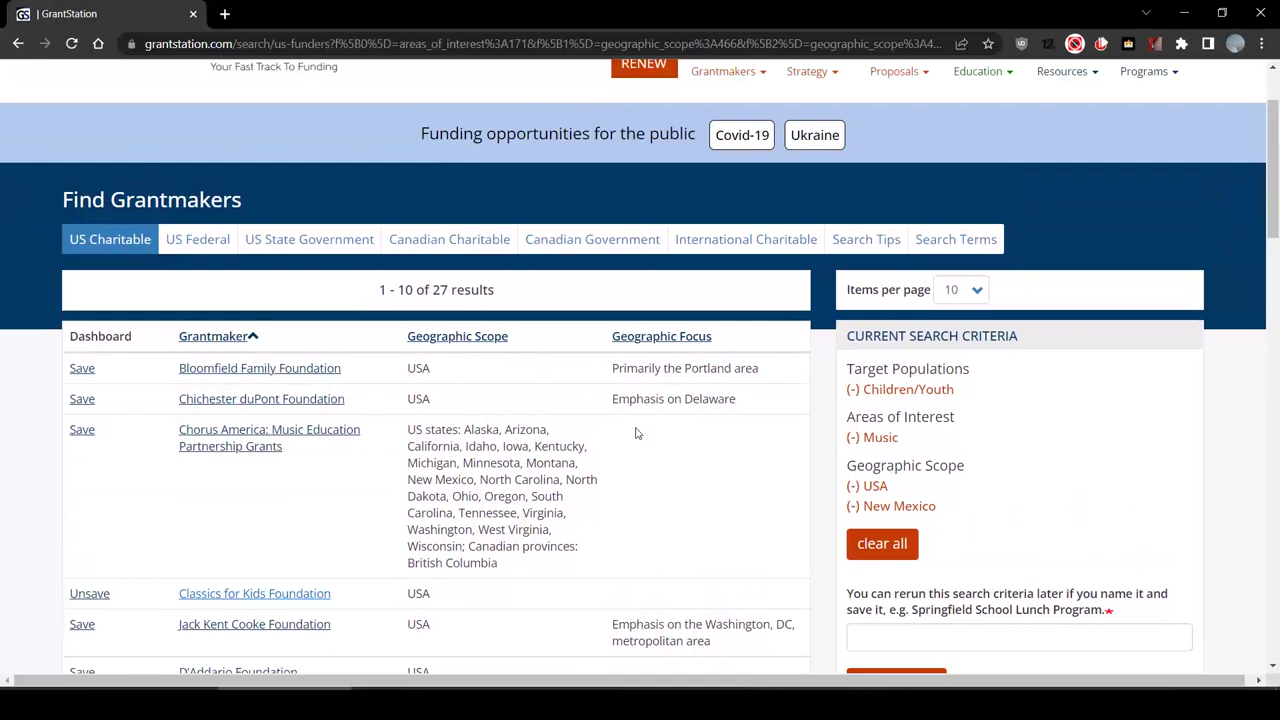 | GrantStation
grantstation.com/search/us-funders?f%5B0%5D=areas_of_interest%3A171&f%5B1%5D=geographic_scope%3A466&f%5B2%5D=geographic_scope%3A4...
Your Fast Track To Funding
RENEW
Grantmakers
Strategy
Proposals
Education
Resources
Programs
Funding opportunities for the public
Covid-19
Ukraine
Find Grantmakers
US Charitable
US Federal
US State Government
Canadian Charitable
Canadian Government
International Charitable
Search Tips
Search Terms
1 - 10 of 27 results
Items per page 10
Dashboard
Grantmaker
Geographic Scope
Geographic Focus
Save
Bloomfield Family Foundation
USA
Primarily the Portland area
Save
Chichester duPont Foundation
USA
Emphasis on Delaware
Save
Chorus America: Music Education
Partnership Grants
US states: Alaska, Arizona,
California, Idaho, Iowa, Kentucky,
Michigan, Minnesota, Montana,
New Mexico, North Carolina, North
Dakota, Ohio, Oregon, South
Carolina, Tennessee, Virginia,
Washington, West Virginia,
Wisconsin; Canadian provinces:
British Columbia
Unsave
Classics for Kids Foundation
USA
Save
Jack Kent Cooke Foundation
USA
Emphasis on the Washington, DC,
metropolitan area
Save
D'Addario Foundation
USA
CURRENT SEARCH CRITERIA
Target Populations
(-) Children/Youth
Areas of Interest
(-) Music
Geographic Scope
(-) USA
(-) New Mexico
clear all
You can rerun this search criteria later if you name it and
save it, e.g. Springfield School Lunch Program.*